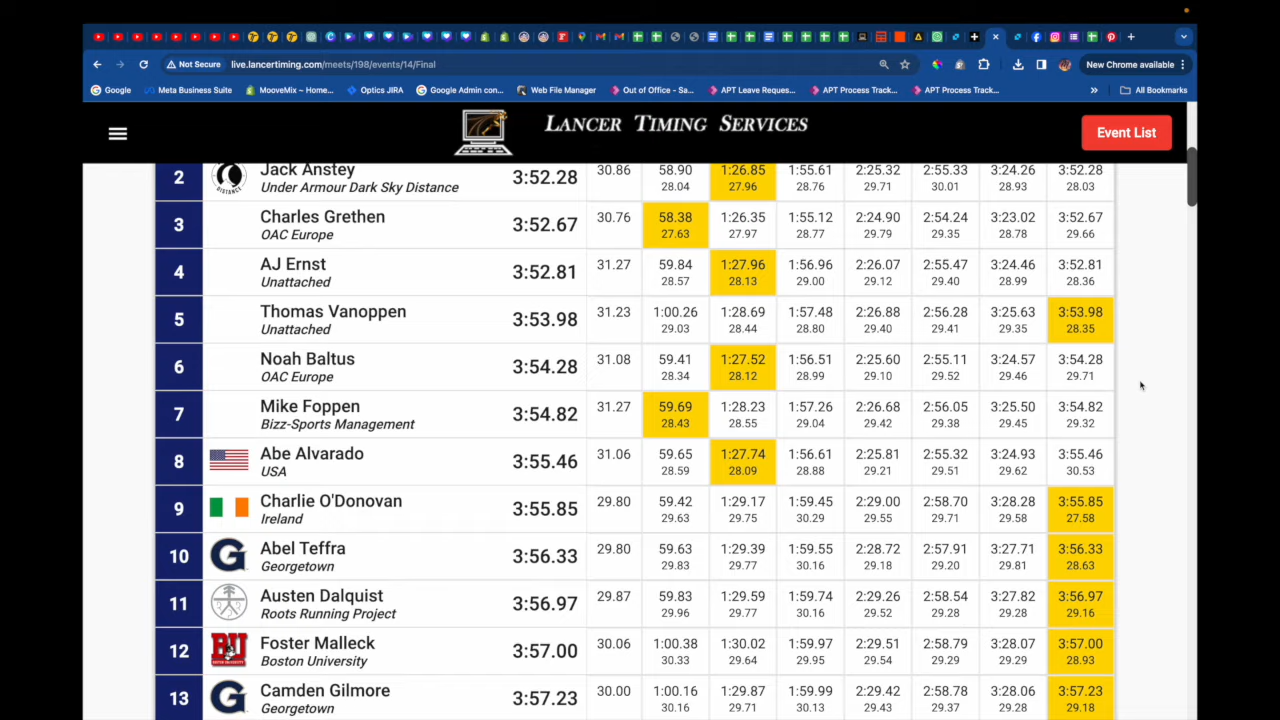 Not Secure live.lancertiming.com/meets/198/events/14/Final New Chrome available
Google Meta Business Suite MooveMix – Home... Optics JIRA Google Admin con... Web File Manager Out of Office - Sa... APT Leave Reques... APT Process Track... APT Process Track... » All Bookmarks
LANCER TIMING SERVICES
Event List
2 Jack Anstey 3:52.28 30.86 58.90 1:26.85 1:55.61 2:25.32 2:55.33 3:24.26 3:52.28
Under Armour Dark Sky Distance 28.04 27.96 28.76 29.71 30.01 28.93 28.03
DISTANCE
3 Charles Grethen 3:52.67 30.76 58.38 1:26.35 1:55.12 2:24.90 2:54.24 3:23.02 3:52.67
OAC Europe 27.63 27.97 28.77 29.79 29.35 28.78 29.66
4 AJ Ernst 3:52.81 31.27 59.84 1:27.96 1:56.96 2:26.07 2:55.47 3:24.46 3:52.81
Unattached 28.57 28.13 29.00 29.12 29.40 28.99 28.36
5 Thomas Vanoppen 3:53.98 31.23 1:00.26 1:28.69 1:57.48 2:26.88 2:56.28 3:25.63 3:53.98
Unattached 29.03 28.44 28.80 29.40 29.41 29.35 28.35
6 Noah Baltus 3:54.28 31.08 59.41 1:27.52 1:56.51 2:25.60 2:55.11 3:24.57 3:54.28
OAC Europe 28.34 28.12 28.99 29.10 29.52 29.46 29.71
7 Mike Foppen 3:54.82 31.27 59.69 1:28.23 1:57.26 2:26.68 2:56.05 3:25.50 3:54.82
Bizz-Sports Management 28.43 28.55 29.04 29.42 29.38 29.45 29.32
8 Abe Alvarado 3:55.46 31.06 59.65 1:27.74 1:56.61 2:25.81 2:55.32 3:24.93 3:55.46
USA 28.59 28.09 28.88 29.21 29.51 29.62 30.53
9 Charlie O'Donovan 3:55.85 29.80 59.42 1:29.17 1:59.45 2:29.00 2:58.70 3:28.28 3:55.85
Ireland 29.63 29.75 30.29 29.55 29.71 29.58 27.58
10 G Abel Teffra 3:56.33 29.80 59.63 1:29.39 1:59.55 2:28.72 2:57.91 3:27.71 3:56.33
Georgetown 29.83 29.77 30.16 29.18 29.20 29.81 28.63
11 Austen Dalquist 3:56.97 29.87 59.83 1:29.59 1:59.74 2:29.26 2:58.54 3:27.82 3:56.97
Roots Running Project 29.96 29.77 30.16 29.52 29.28 29.28 29.16
12 BU Foster Malleck 3:57.00 30.06 1:00.38 1:30.02 1:59.97 2:29.51 2:58.79 3:28.07 3:57.00
Boston University 30.33 29.64 29.95 29.54 29.29 29.29 28.93
13 G Camden Gilmore 3:57.23 30.00 1:00.16 1:29.87 1:59.99 2:29.42 2:58.78 3:28.06 3:57.23
Georgetown 30.16 29.71 30.13 29.43 29.37 29.28 29.18